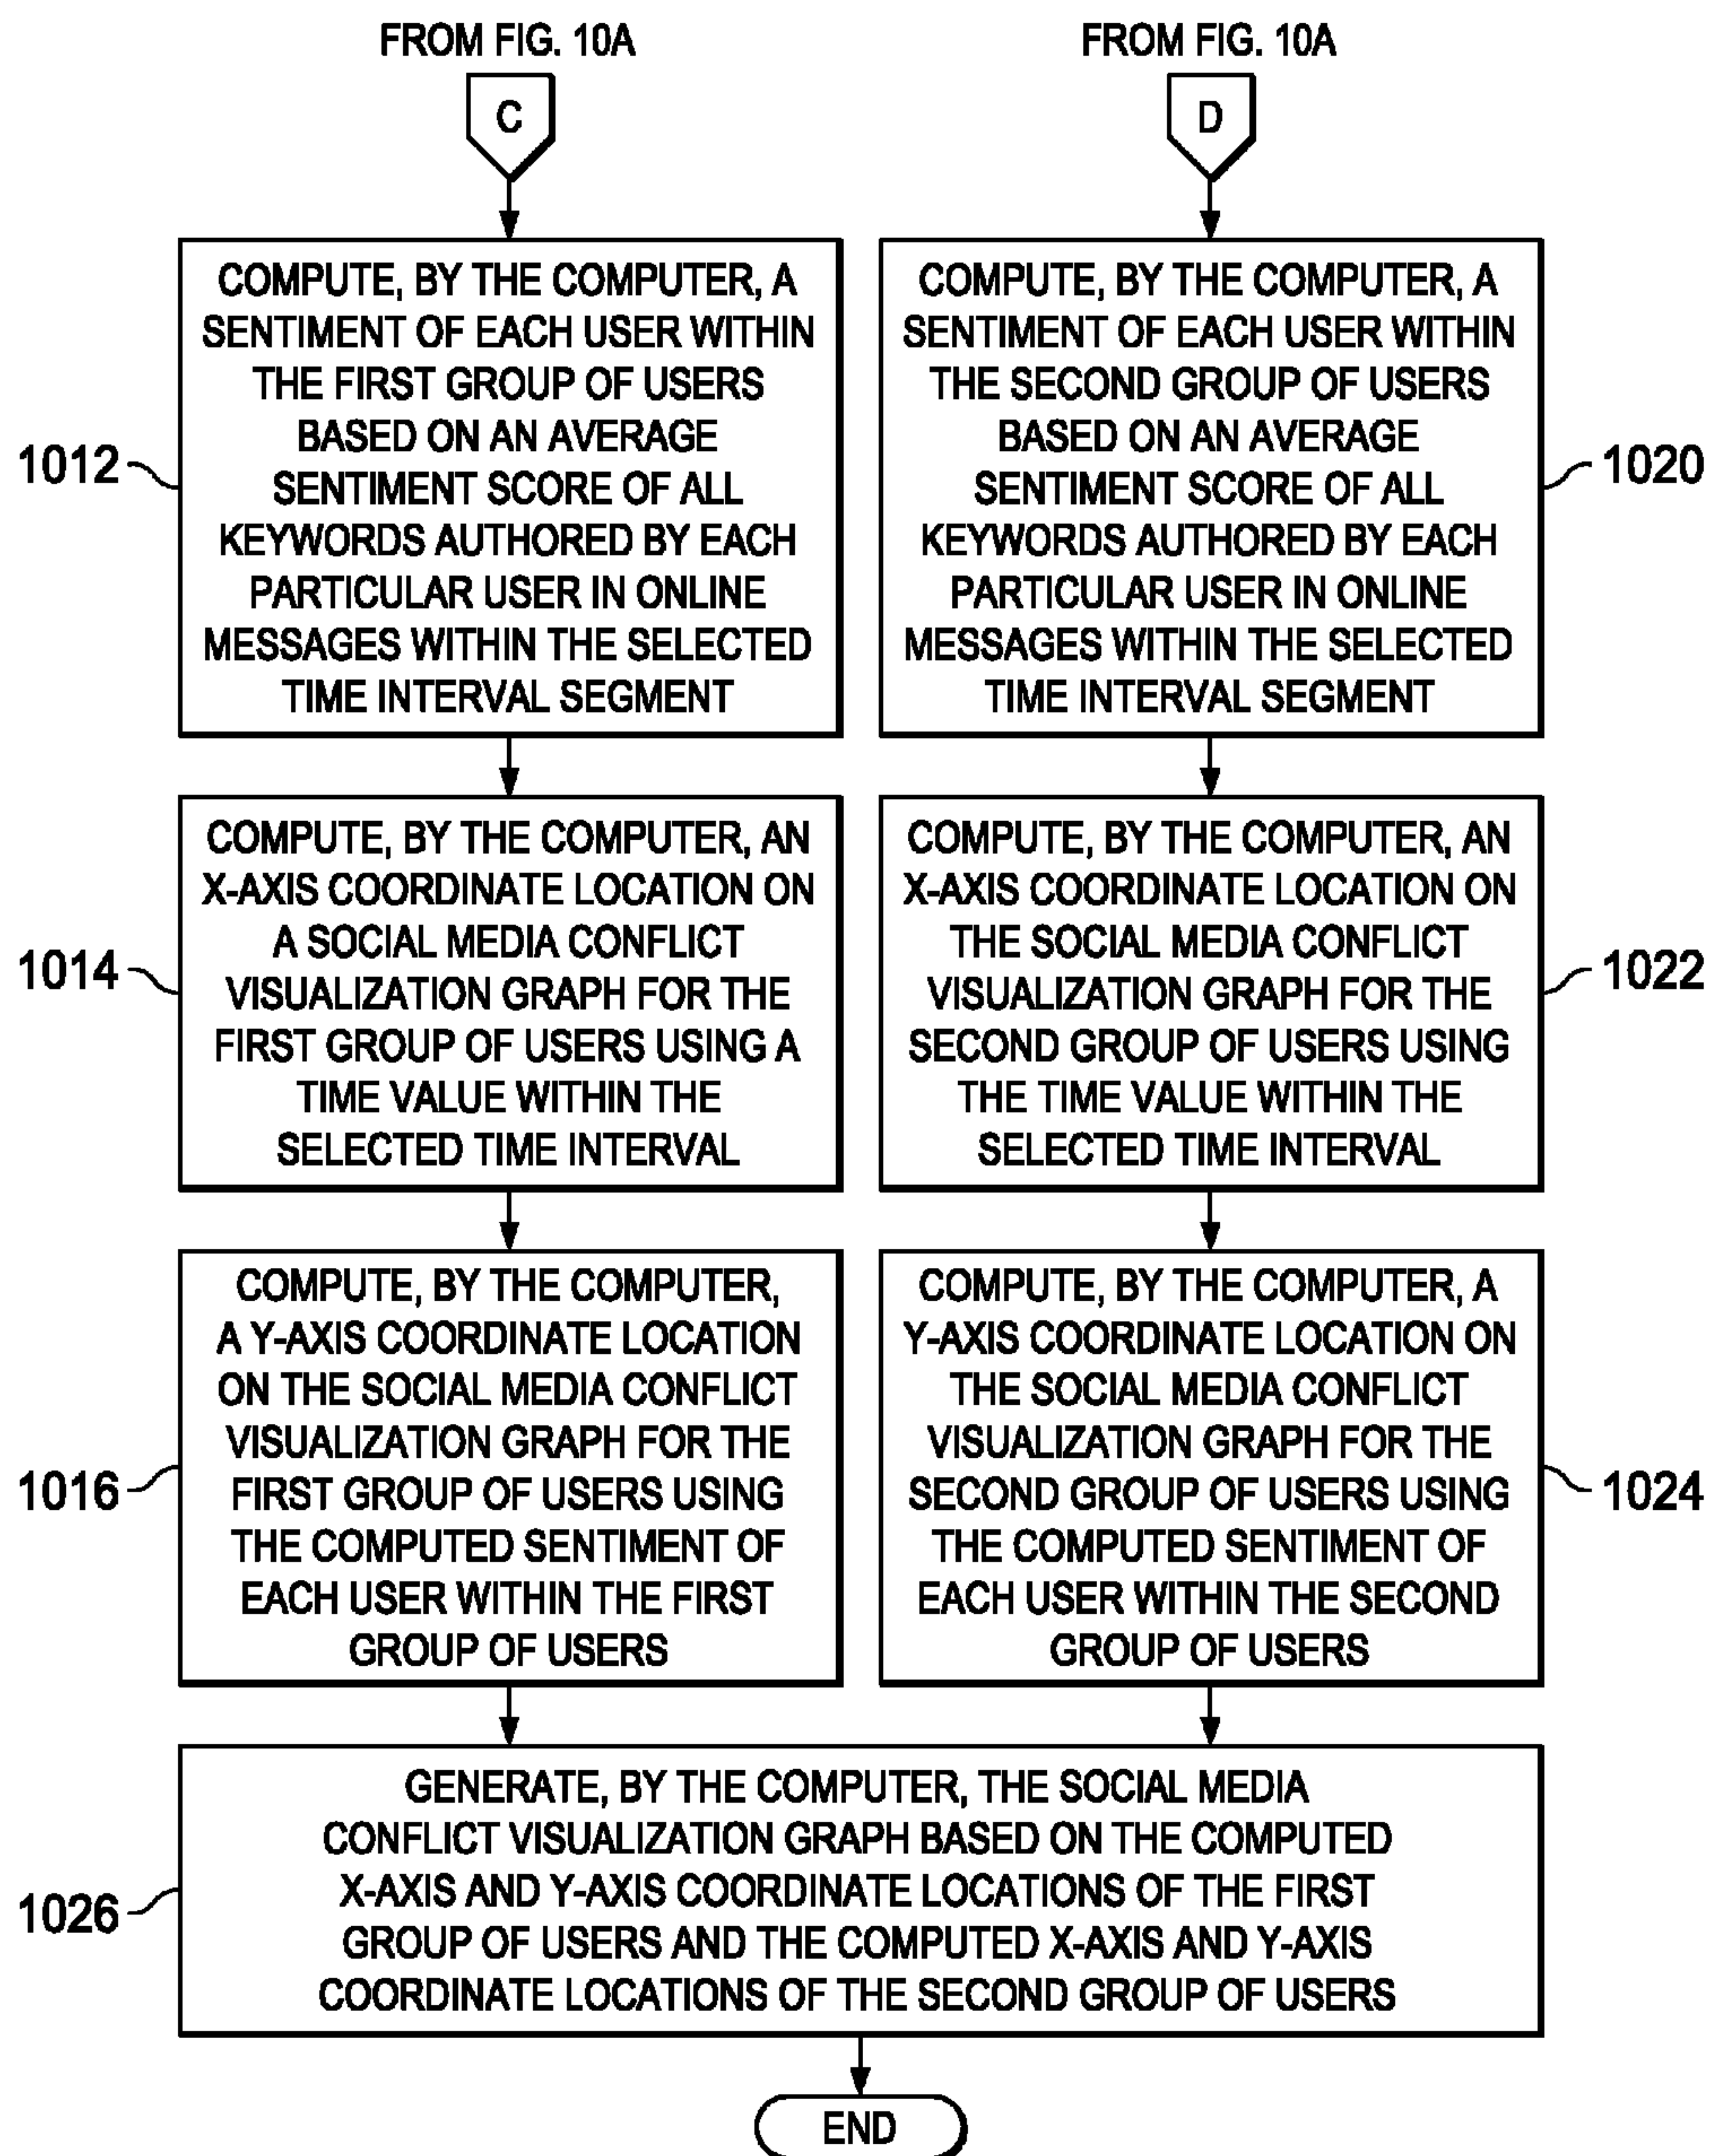 FROM FIG. 10A
C
1012
COMPUTE, BY THE COMPUTER, A
SENTIMENT OF EACH USER WITHIN
THE FIRST GROUP OF USERS
BASED ON AN AVERAGE
SENTIMENT SCORE OF ALL
KEYWORDS AUTHORED BY EACH
PARTICULAR USER IN ONLINE
MESSAGES WITHIN THE SELECTED
TIME INTERVAL SEGMENT
1014
COMPUTE, BY THE COMPUTER, AN
X-AXIS COORDINATE LOCATION ON
A SOCIAL MEDIA CONFLICT
VISUALIZATION GRAPH FOR THE
FIRST GROUP OF USERS USING A
TIME VALUE WITHIN THE
SELECTED TIME INTERVAL
1016
COMPUTE, BY THE COMPUTER,
A Y-AXIS COORDINATE LOCATION
ON THE SOCIAL MEDIA CONFLICT
VISUALIZATION GRAPH FOR THE
FIRST GROUP OF USERS USING
THE COMPUTED SENTIMENT OF
EACH USER WITHIN THE FIRST
GROUP OF USERS
FROM FIG. 10A
D
COMPUTE, BY THE COMPUTER, A
SENTIMENT OF EACH USER WITHIN
THE SECOND GROUP OF USERS
BASED ON AN AVERAGE
SENTIMENT SCORE OF ALL
KEYWORDS AUTHORED BY EACH
PARTICULAR USER IN ONLINE
MESSAGES WITHIN THE SELECTED
TIME INTERVAL SEGMENT
1020
COMPUTE, BY THE COMPUTER, AN
X-AXIS COORDINATE LOCATION ON
THE SOCIAL MEDIA CONFLICT
VISUALIZATION GRAPH FOR THE
SECOND GROUP OF USERS USING
THE TIME VALUE WITHIN THE
SELECTED TIME INTERVAL
1022
COMPUTE, BY THE COMPUTER, A
Y-AXIS COORDINATE LOCATION ON
THE SOCIAL MEDIA CONFLICT
VISUALIZATION GRAPH FOR THE
SECOND GROUP OF USERS USING
THE COMPUTED SENTIMENT OF
EACH USER WITHIN THE SECOND
GROUP OF USERS
1024
1026
GENERATE, BY THE COMPUTER, THE SOCIAL MEDIA
CONFLICT VISUALIZATION GRAPH BASED ON THE COMPUTED
X-AXIS AND Y-AXIS COORDINATE LOCATIONS OF THE FIRST
GROUP OF USERS AND THE COMPUTED X-AXIS AND Y-AXIS
COORDINATE LOCATIONS OF THE SECOND GROUP OF USERS
END